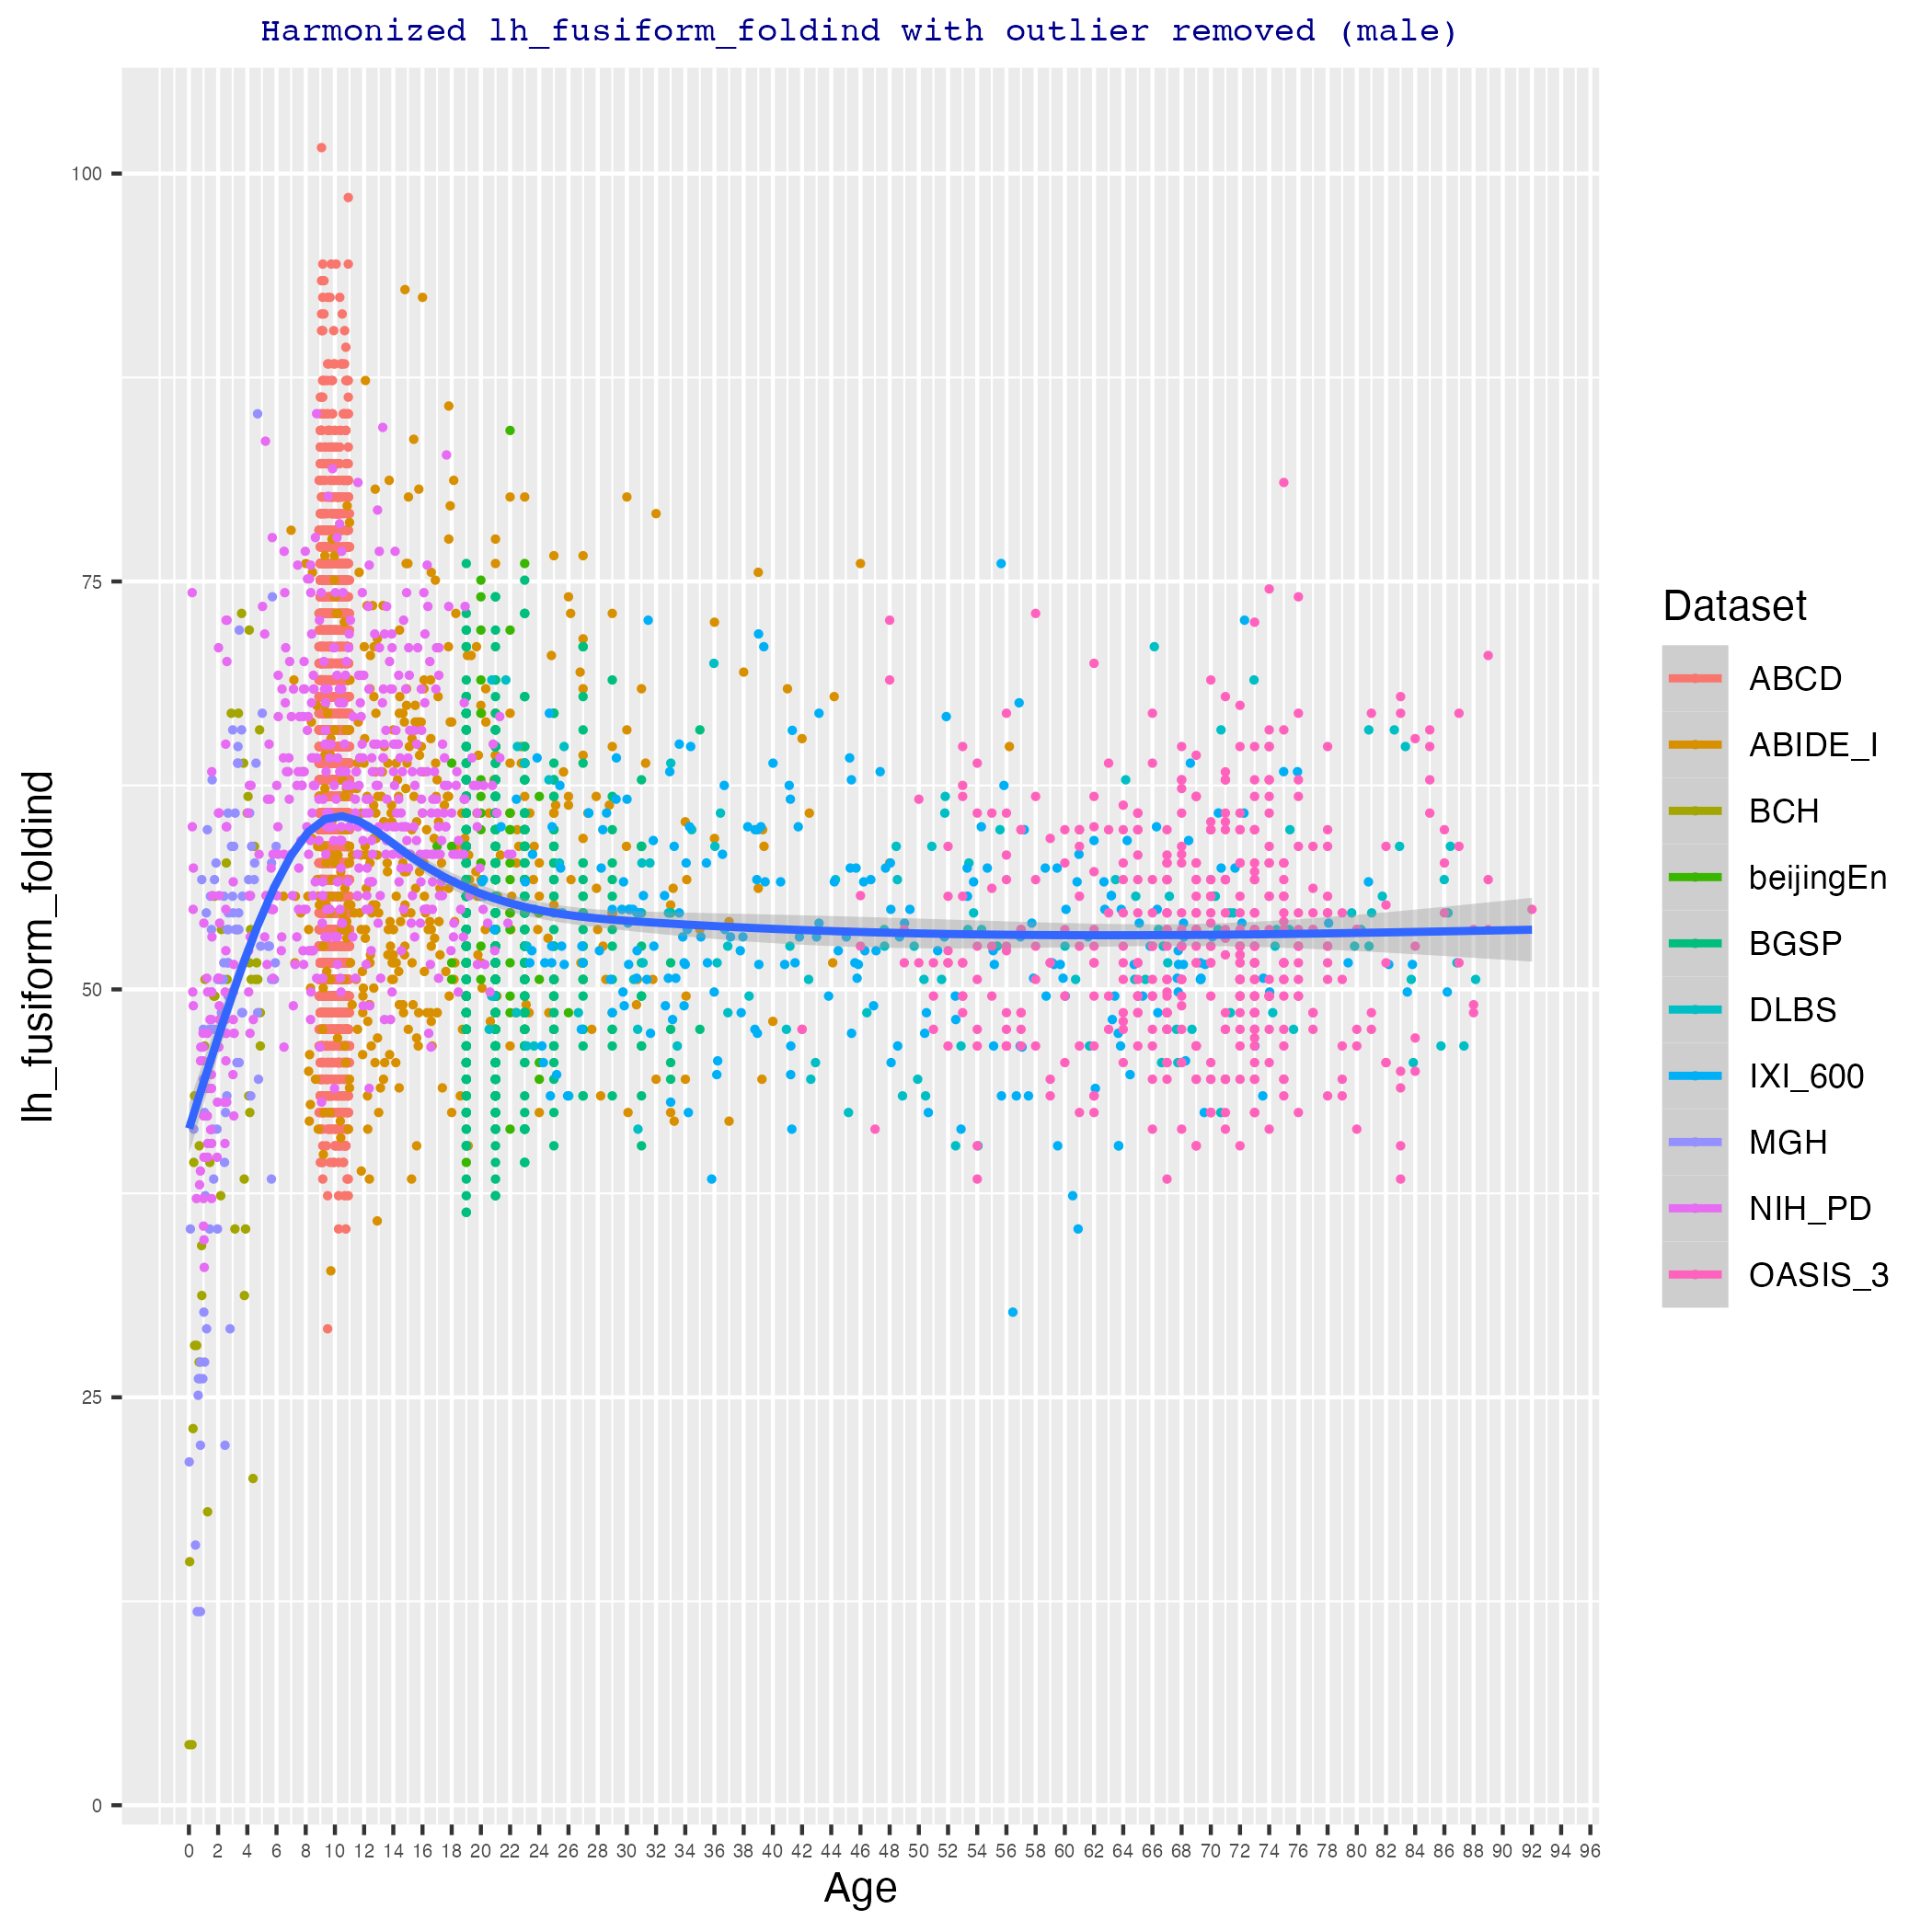 Harmonized lh_fusiform_foldind with outlier removed (male)
lh_fusiform_foldind
100
75
50
25
0
0 2 4 6 8 10 12 14 16 18 20 22 24 26 28 30 32 34 36 38 40 42 44 46 48 50 52 54 56 58 60 62 64 66 68 70 72 74 76 78 80 82 84 86 88 90 92 94 96
Age
Dataset
ABCD
ABIDE_I
BCH
beijingEn
BGSP
DLBS
IXI_600
MGH
NIH_PD
OASIS_3